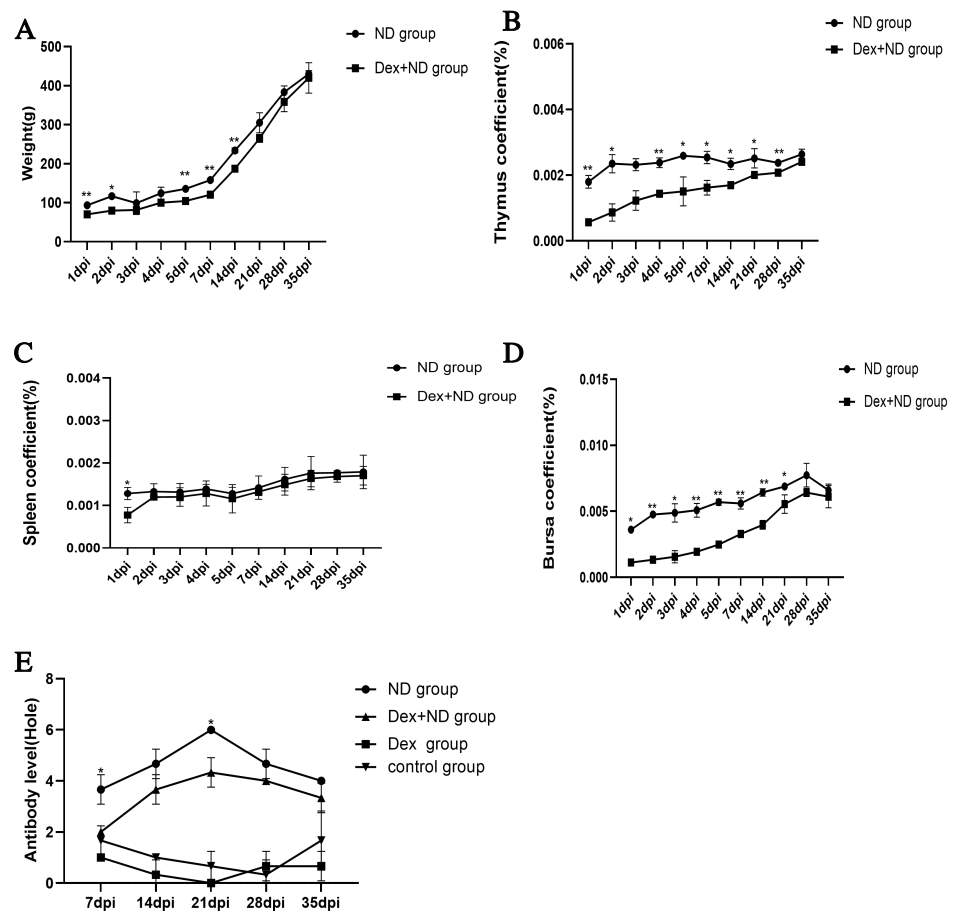 A
ND group
Dex+ND group
Weight(g)
500
400
300
200
100
0
** * ** ** **
1dpi 2dpi 3dpi 4dpi 5dpi 7dpi 14dpi 21dpi 28dpi 35dpi
B
ND group
Dex+ND group
Thymus coefficient(%)
0.006
0.004
0.002
0.000
** * ** * * * * **
1dpi 2dpi 3dpi 4dpi 5dpi 7dpi 14dpi 21dpi 28dpi 35dpi
C
ND group
Dex+ND group
Spleen coefficient(%)
0.004
0.003
0.002
0.001
0.000
*
1dpi 2dpi 3dpi 4dpi 5dpi 7dpi 14dpi 21dpi 28dpi 35dpi
D
ND group
Dex+ND group
Bursa coefficient(%)
0.015
0.010
0.005
0.000
* ** * ** ** ** ** *
1dpi 2dpi 3dpi 4dpi 5dpi 7dpi 14dpi 21dpi 28dpi 35dpi
E
ND group
Dex+ND group
Dex group
control group
Antibody level(Hole)
8
6
4
2
0
* *
7dpi 14dpi 21dpi 28dpi 35dpi